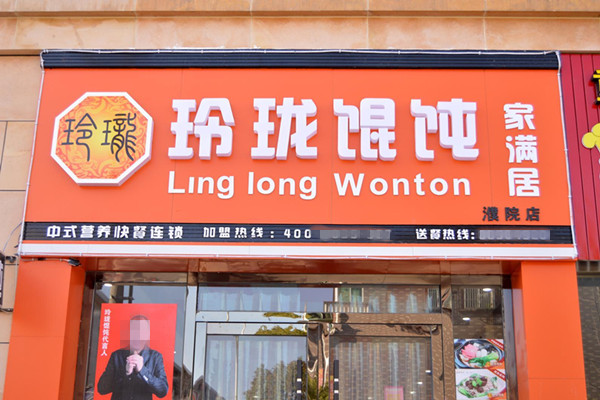 玲瓏
玲珑馄饨
Ling long Wonton
家满居
濮院店
中式营养快餐连锁 加盟热线: 400 送餐热线:
玲珑馄饨代言人